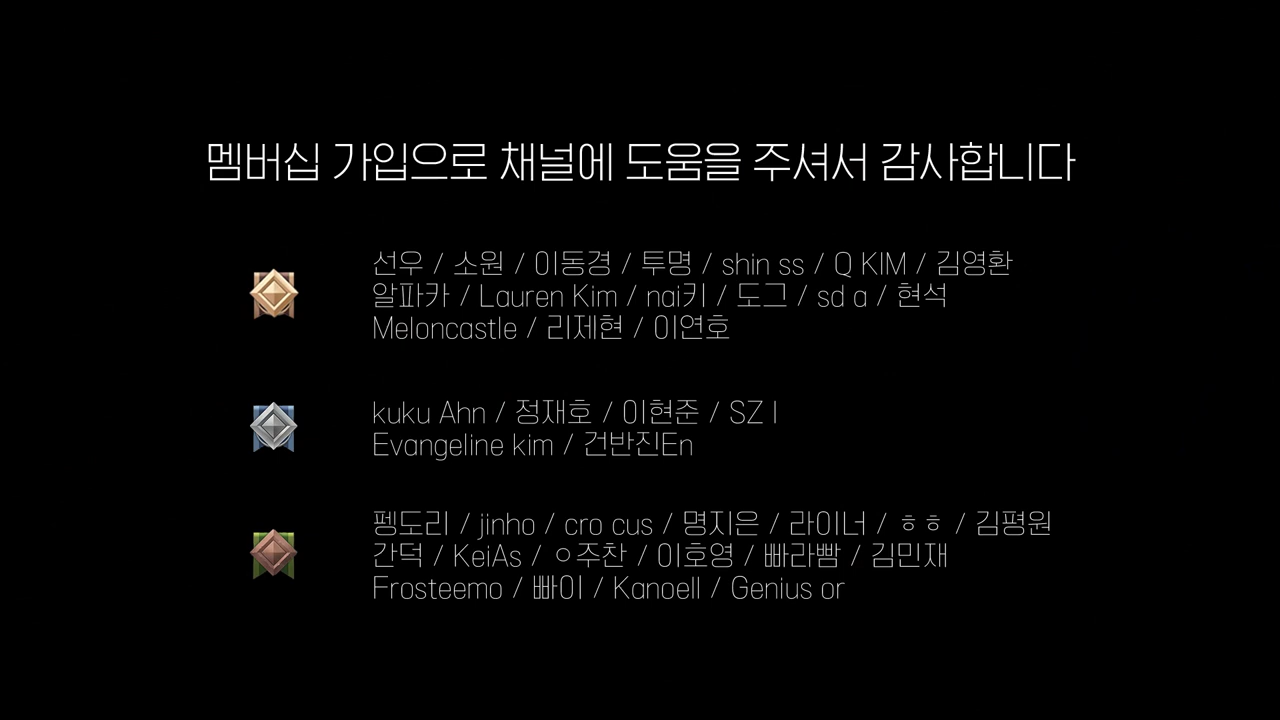 멤버십 가입으로 채널에 도움을 주셔서 감사합니다
선우 / 소원 / 이동경 / 투명 / shin ss / Q KIM / 김영환
알파카 / Lauren Kim / nai키 / 도그 / sd a / 현석
Meloncastle / 리제현 / 이연호
kuku Ahn / 정재호 / 이현준 / SZ I
Evangeline kim / 건반진En
펭도리 / jinho / cro cus / 명지은 / 라이너 / ㅎㅎ / 김평원
간덕 / KeiAs / ㅇ주찬 / 이호영 / 빠라빰 / 김민재
Frosteemo / 빠이 / Kanoell / Genius or